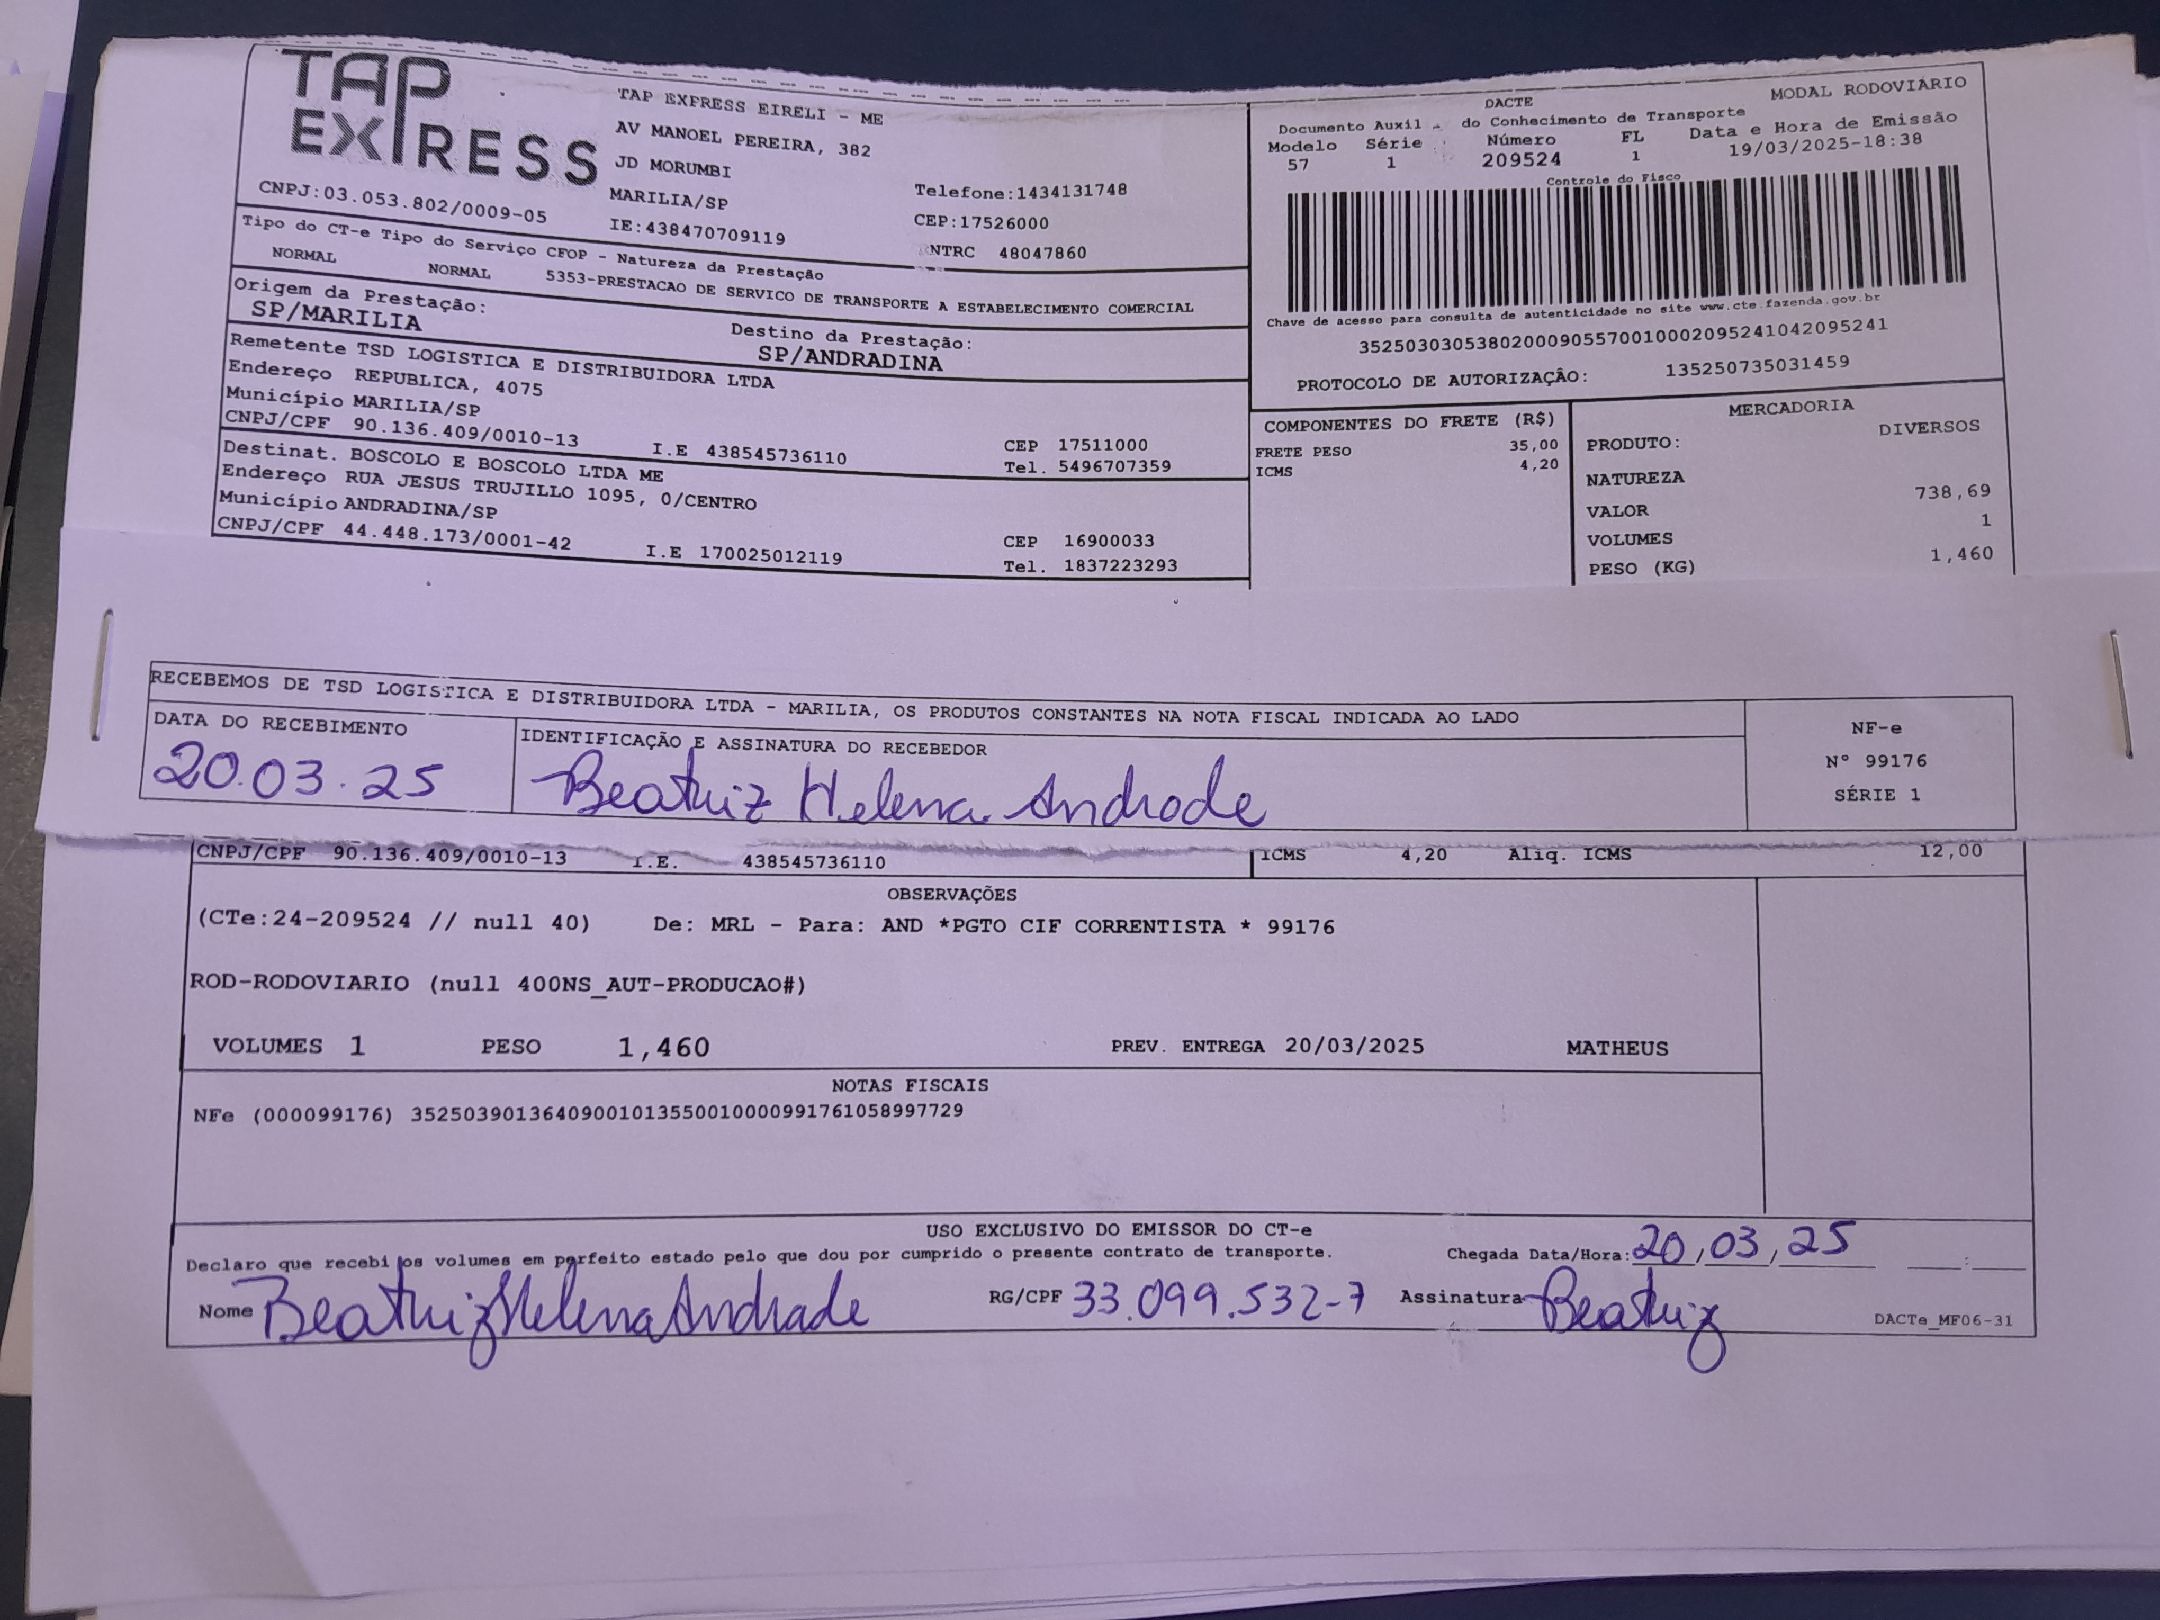 TAP
EXPRESS
TAP EXPRESS EIRELI - ME
AV MANOEL PEREIRA, 382
JD MORUMBI
MARILIA/SP
IE:438470709119
Telefone:1434131748
CEP:17526000
NTRC 48047860
CNPJ:03.053.802/0009-05
Tipo do CT-e Tipo do Serviço CFOP - Natureza da Prestação
NORMAL NORMAL 5353-PRESTACAO DE SERVICO DE TRANSPORTE A ESTABELECIMENTO COMERCIAL
Origem da Prestação: Destino da Prestação:
SP/MARILIA SP/ANDRADINA
Remetente TSD LOGISTICA E DISTRIBUIDORA LTDA
Endereço REPUBLICA, 4075
Município MARILIA/SP CEP 17511000
CNPJ/CPF 90.136.409/0010-13 I.E 438545736110 Tel. 5496707359
Destinat. BOSCOLO E BOSCOLO LTDA ME
Endereço RUA JESUS TRUJILLO 1095, 0/CENTRO
Município ANDRADINA/SP CEP 16900033
CNPJ/CPF 44.448.173/0001-42 I.E 170025012119 Tel. 1837223293
DACTE MODAL RODOVIARIO
Documento Auxil do Conhecimento de Transporte
Modelo Série Número FL Data e Hora de Emissão
57 1 209524 1 19/03/2025-18:38
Controle do Fisco
Chave de acesso para consulta de autenticidade no site www.cte.fazenda.gov.br
35250303053802000905570010002095241042095241
PROTOCOLO DE AUTORIZAÇÂO: 135250735031459
COMPONENTES DO FRETE (R$)
FRETE PESO 35,00
ICMS 4,20
MERCADORIA
PRODUTO: DIVERSOS
NATUREZA
VALOR 738,69
VOLUMES 1
PESO (KG) 1,460
RECEBEMOS DE TSD LOGISTICA E DISTRIBUIDORA LTDA - MARILIA, OS PRODUTOS CONSTANTES NA NOTA FISCAL INDICADA AO LADO
DATA DO RECEBIMENTO IDENTIFICAÇÃO E ASSINATURA DO RECEBEDOR
20.03.25 Beatriz Helena Andrade
NF-e
Nº 99176
SÉRIE 1
CNPJ/CPF 90.136.409/0010-13 I.E. 438545736110 ICMS 4,20 Aliq. ICMS 12,00
OBSERVAÇÕES
(CTe:24-209524 // null 40) De: MRL - Para: AND *PGTO CIF CORRENTISTA * 99176
ROD-RODOVIARIO (null 400NS_AUT-PRODUCAO#)
VOLUMES 1 PESO 1,460 PREV. ENTREGA 20/03/2025 MATHEUS
NOTAS FISCAIS
NFe (000099176) 35250390136409001013550010000991761058997729
USO EXCLUSIVO DO EMISSOR DO CT-e
Declaro que recebi os volumes em perfeito estado pelo que dou por cumprido o presente contrato de transporte. Chegada Data/Hora: 20,03,25 :
Nome Beatriz Helena Andrade RG/CPF 33.099.532-7 Assinatura Beatriz
DACTe_MF06-31